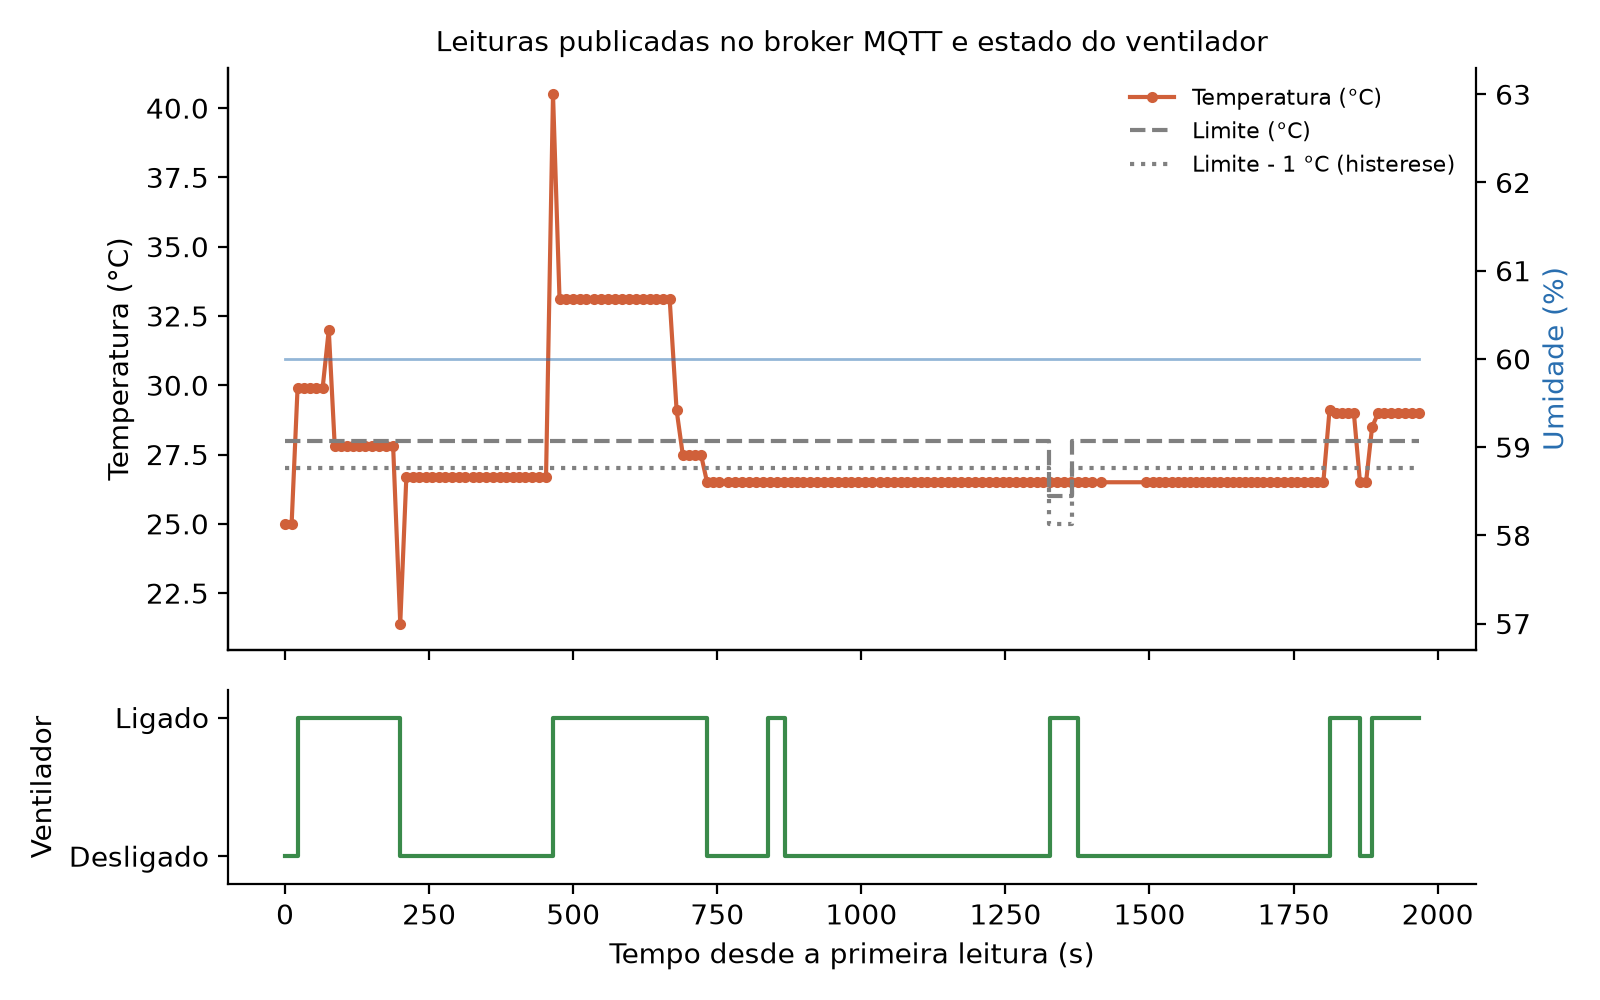 Leituras publicadas no broker MQTT e estado do ventilador
Temperatura (°C)
40.0
37.5
35.0
32.5
30.0
27.5
25.0
22.5
Temperatura (°C)
Limite (°C)
Limite - 1 °C (histerese)
63
62
61
60
59
58
57
Umidade (%)
Ventilador
Ligado
Desligado
0 250 500 750 1000 1250 1500 1750 2000
Tempo desde a primeira leitura (s)